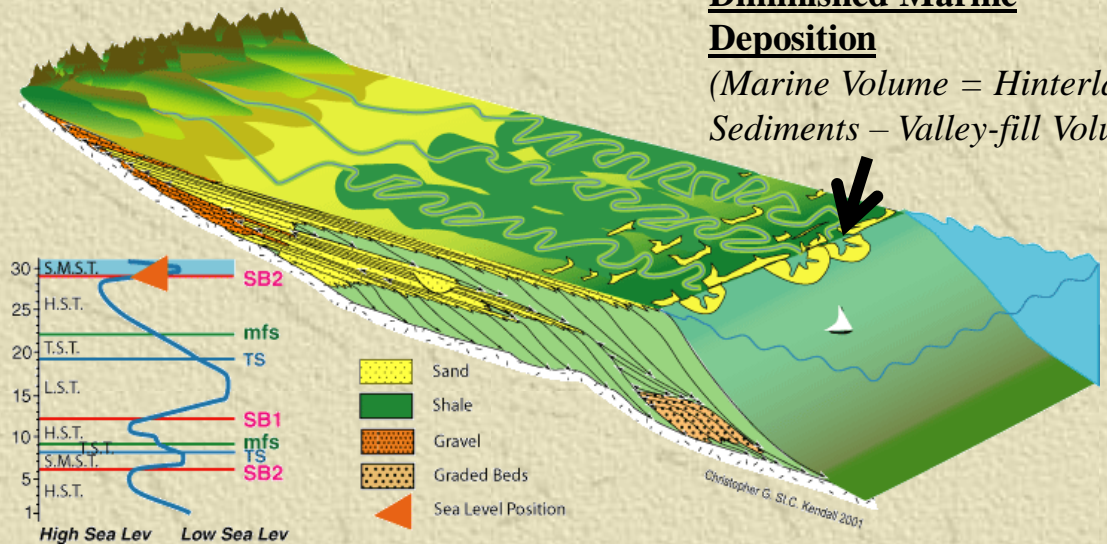 Diminished Marine
Deposition
(Marine Volume = Hinterla
Sediments – Valley-fill Volu
30
S.M.S.T.
SB2
H.S.T.
25
mfs
T.S.T.
20
TS
L.S.T.
15
SB1
H.S.T.
10
mfs
T.S.T.
TS
S.M.S.T.
SB2
5
H.S.T.
1
High Sea Lev Low Sea Lev
Sand
Shale
Gravel
Graded Beds
Sea Level Position
Christopher G. St.C. Kendall 2001